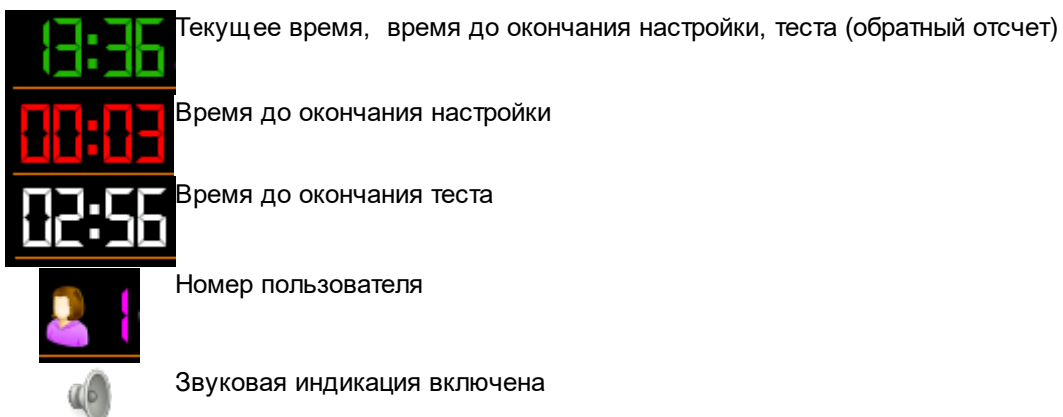 13:36 Текущее время, время до окончания настройки, теста (обратный отсчет)
00:03 Время до окончания настройки
02:56 Время до окончания теста
1 Номер пользователя
Звуковая индикация включена